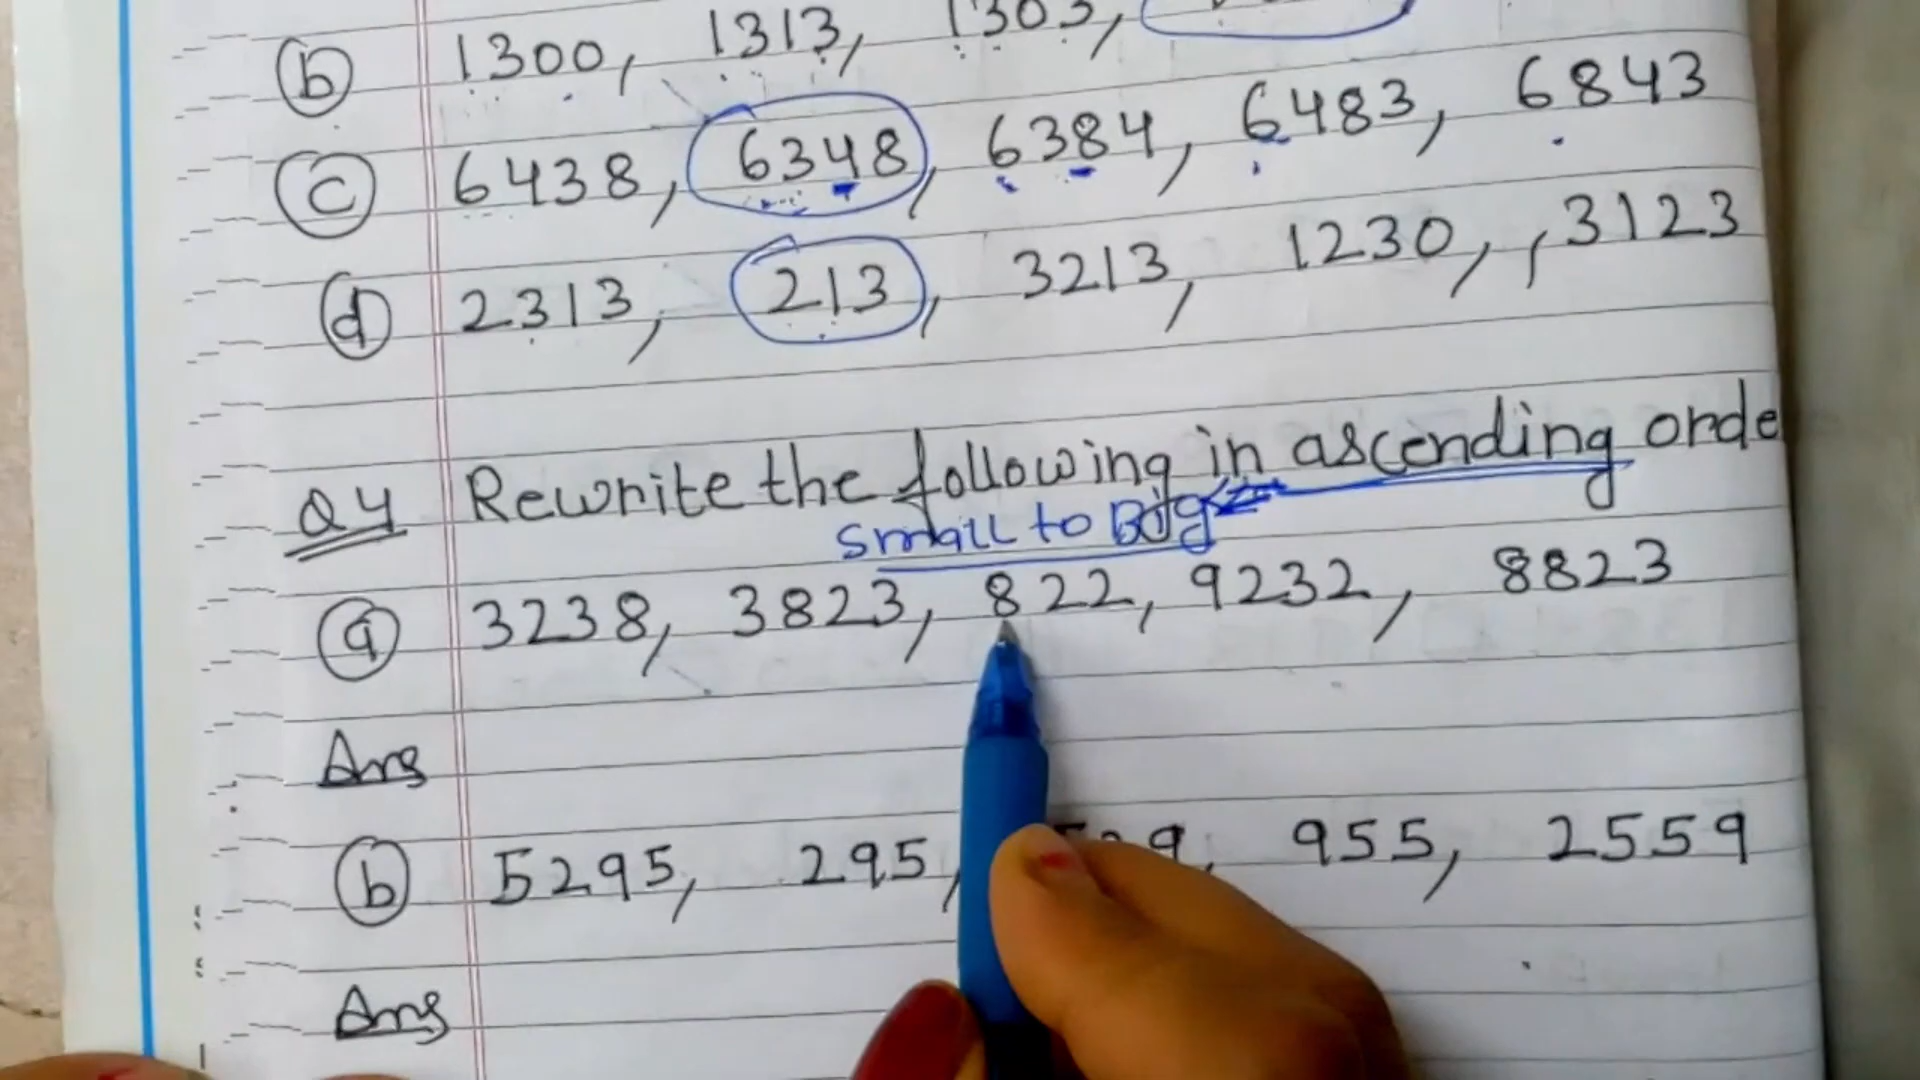 b 1300, 1313, 1303,
c 6438, 6348, 6384, 6483, 6843
d 2313, 213, 3213, 1230, , 3123
Q4 Rewrite the following in ascending orde
small to Big
a 3238, 3823, 822, 9232, 8823
Ans
b 5295, 295, 955, 2559
Ans